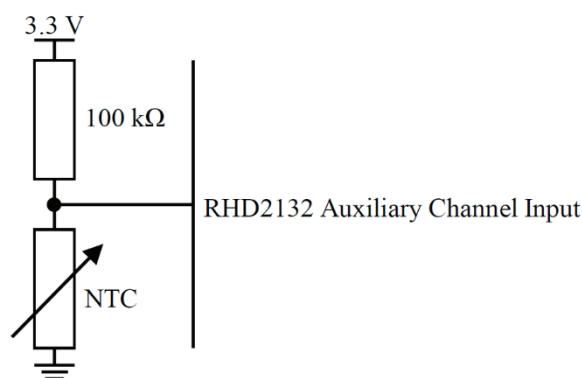 3.3 V
100 kΩ
RHD2132 Auxiliary Channel Input
NTC